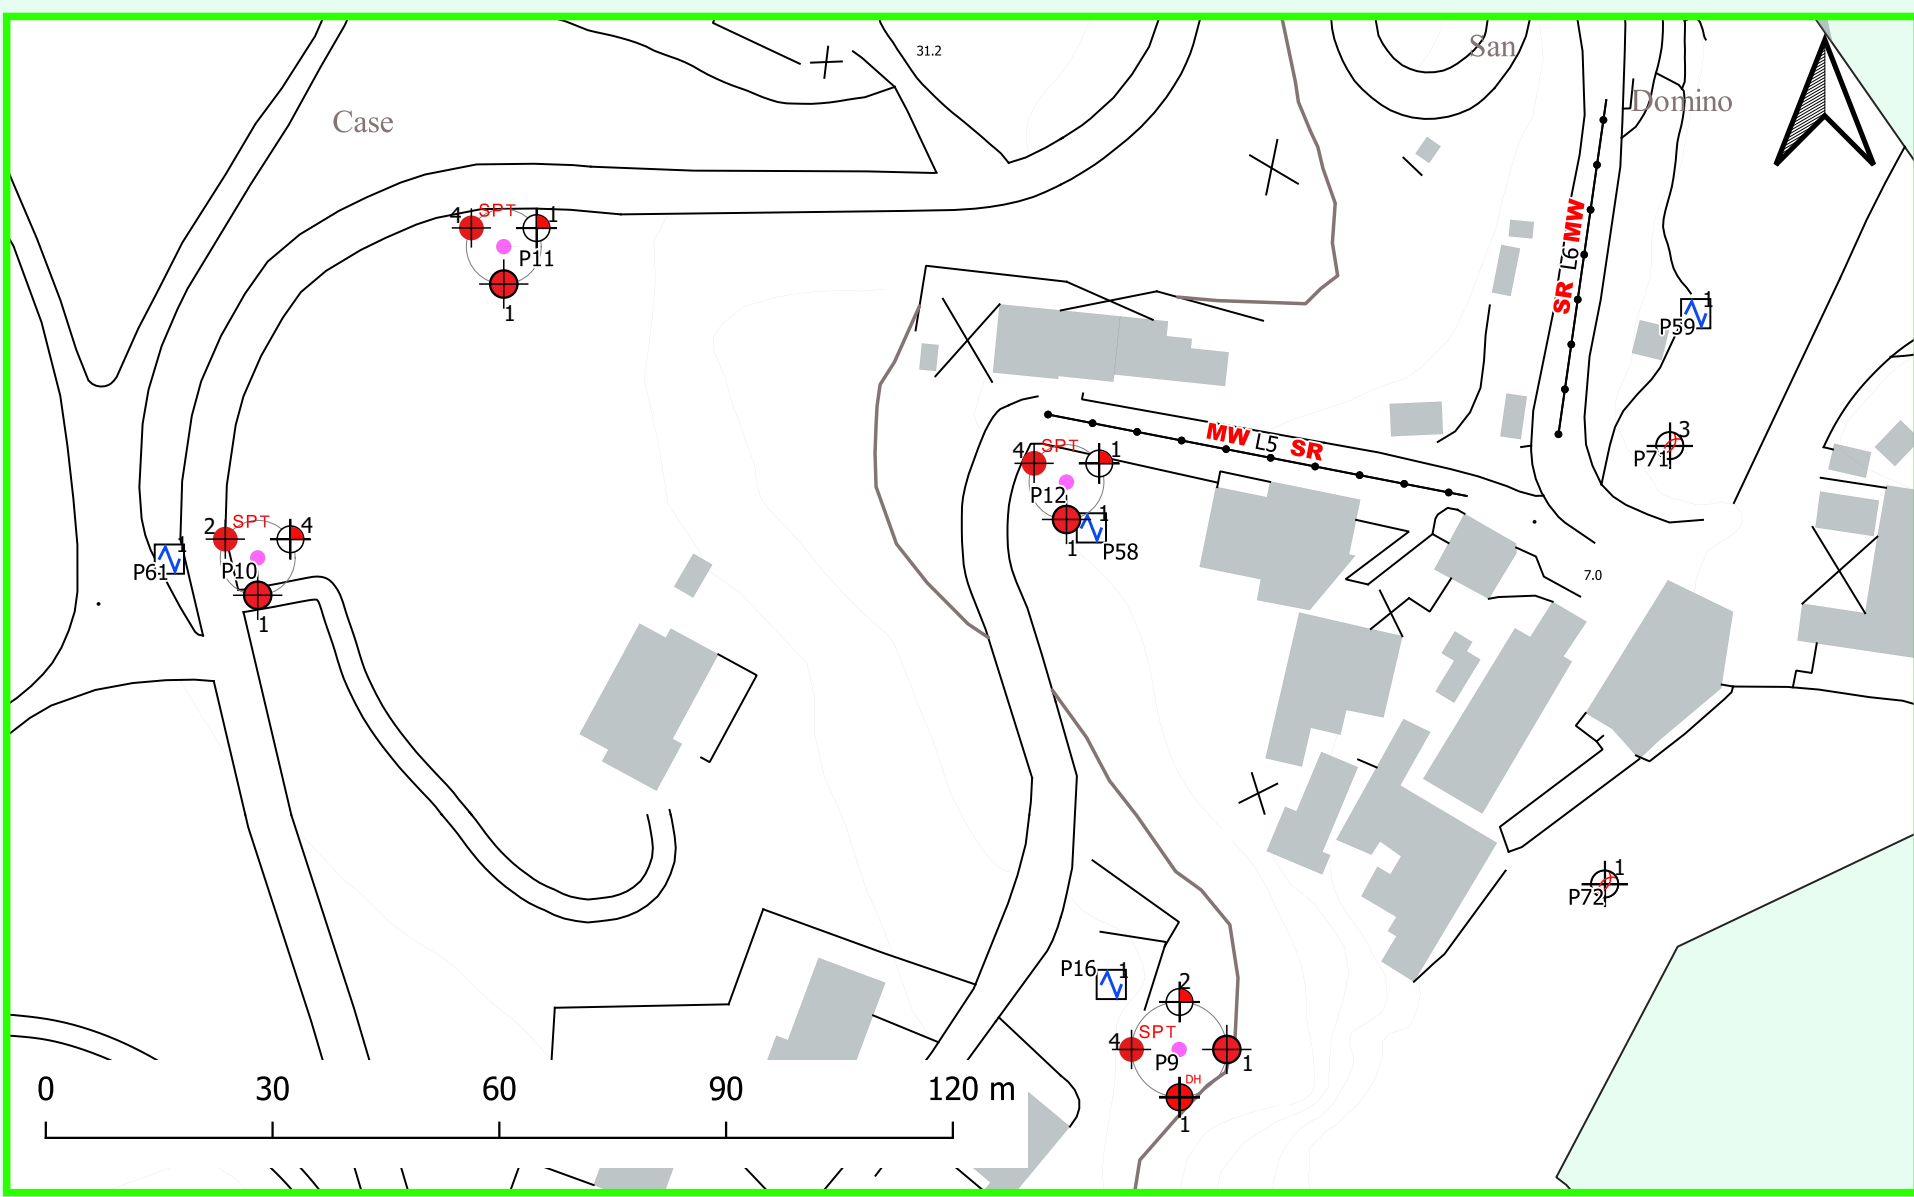 31.2
San
Case
Domino
4 SPT 1
P11
1
MW
L6
SR
1
P59
3
P71
MW L5 SR
4 SPT 1
P12
1
1 P58
2 SPT 4
P10
1
1
P61
7.0
1
P72
P16 1
2
4 SPT
P9
1
DH
1
0 30 60 90 120 m